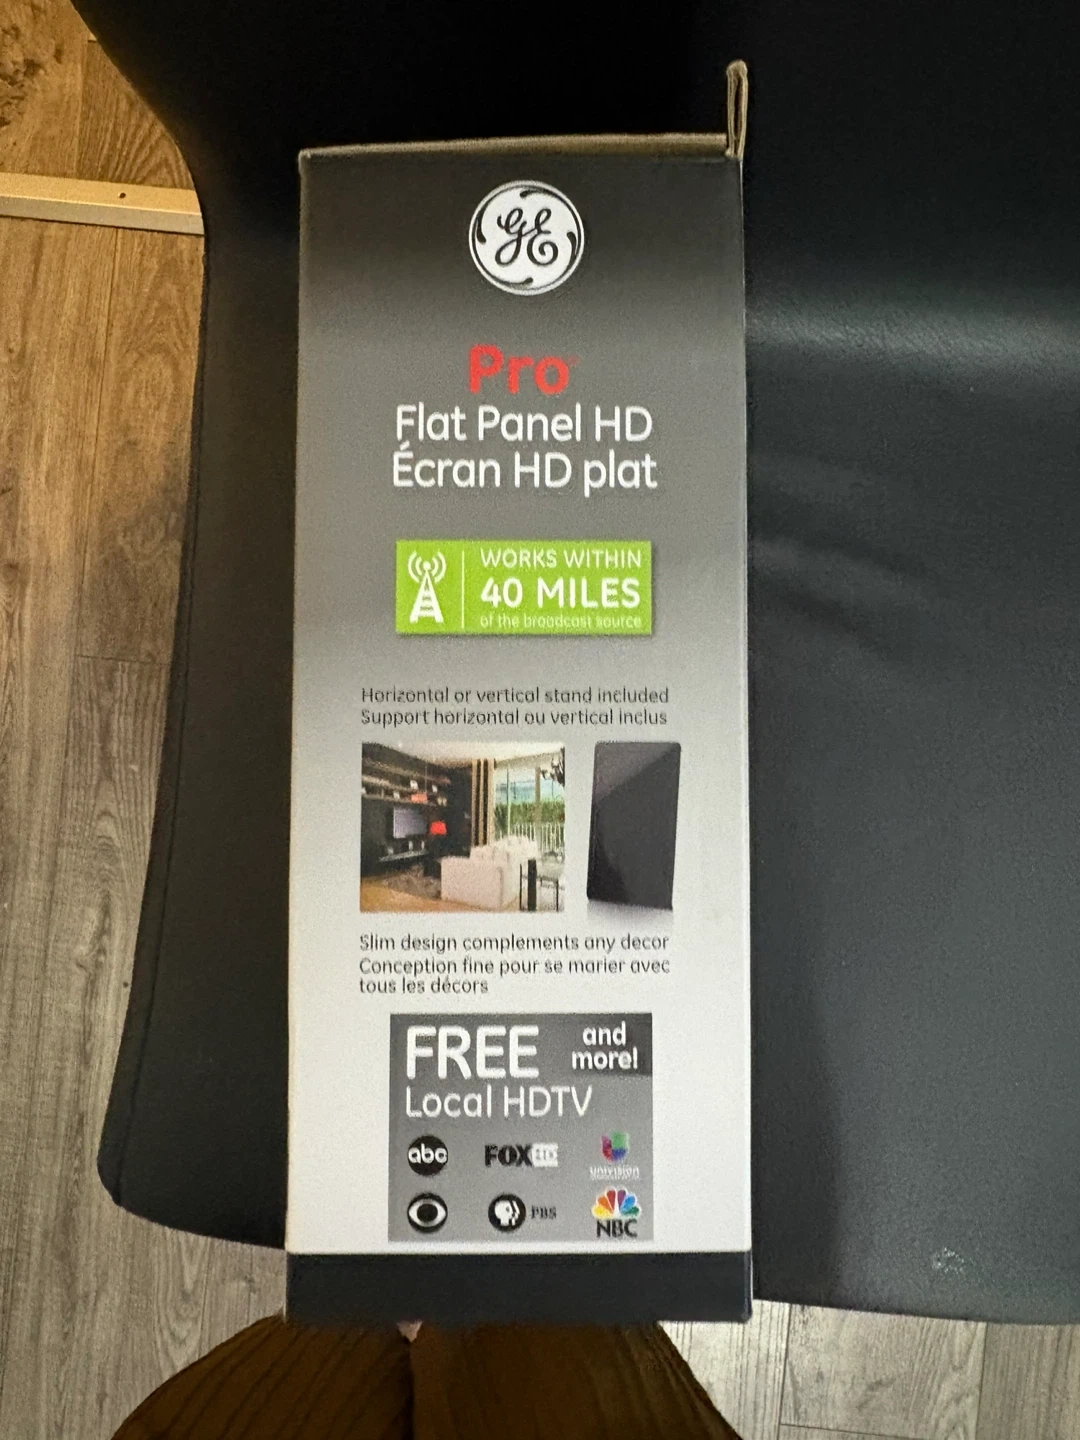 GE
Pro
Flat Panel HD
Écran HD plat
WORKS WITHIN
40 MILES
of the broadcast source
Horizontal or vertical stand included
Support horizontal ou vertical inclus
Slim design complements any decor
Conception fine pour se marier avec
tous les décors
FREE and more!
Local HDTV
abc FOX HD univision
PBS NBC